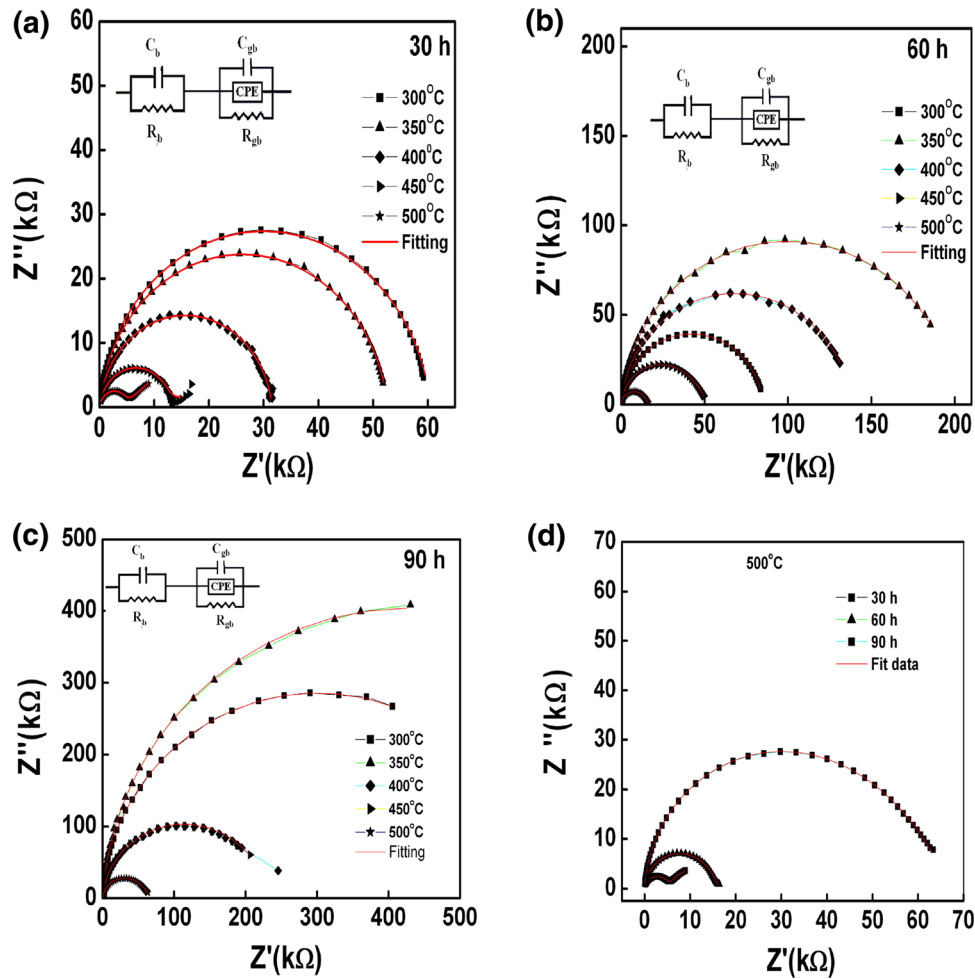 (a)
30 h
60
50
40
30
20
10
0
Z''(kΩ)
C_b
R_b
C_gb
CPE
R_gb
300°C
350°C
400°C
450°C
500°C
Fitting
0 10 20 30 40 50 60
Z'(kΩ)
(b)
60 h
200
150
100
50
0
Z''(kΩ)
C_b
R_b
C_gb
CPE
R_gb
300°C
350°C
400°C
450°C
500°C
Fitting
0 50 100 150 200
Z'(kΩ)
(c)
90 h
500
400
300
200
100
0
Z''(kΩ)
C_b
R_b
C_gb
CPE
R_gb
300°C
350°C
400°C
450°C
500°C
Fitting
0 100 200 300 400 500
Z'(kΩ)
(d)
500°C
70
60
50
40
30
20
10
0
Z ''(kΩ)
30 h
60 h
90 h
Fit data
0 10 20 30 40 50 60 70
Z'(kΩ)